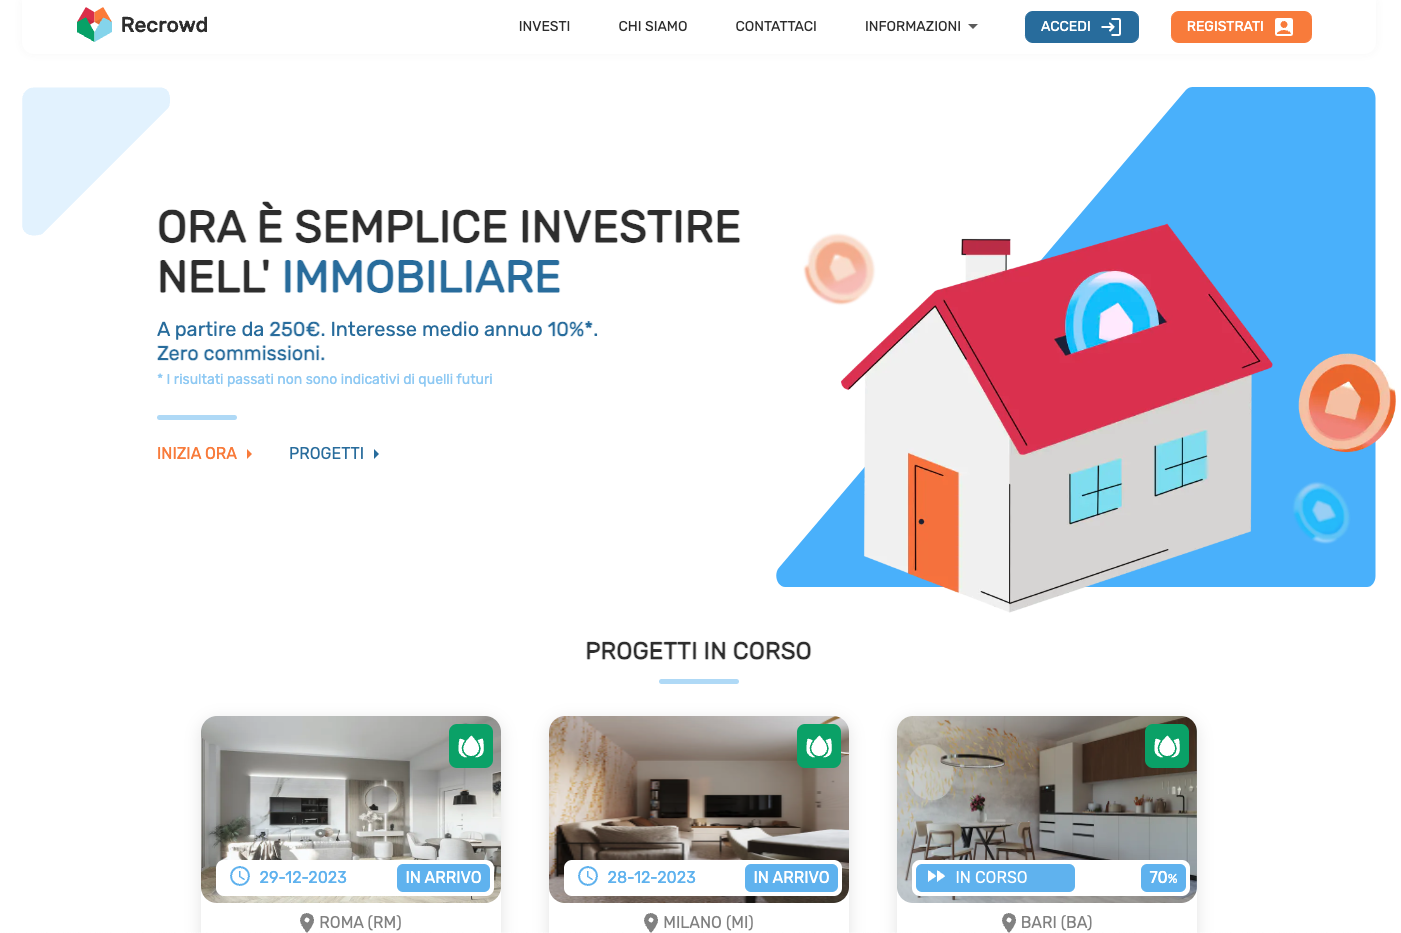 Recrowd
INVESTI
CHI SIAMO
CONTATTACI
INFORMAZIONI
ACCEDI
REGISTRATI
ORA È SEMPLICE INVESTIRE
NELL' IMMOBILIARE
A partire da 250€. Interesse medio annuo 10%*.
Zero commissioni.
* I risultati passati non sono indicativi di quelli futuri
INIZIA ORA
PROGETTI
PROGETTI IN CORSO
29-12-2023
IN ARRIVO
28-12-2023
IN ARRIVO
IN CORSO
70%
ROMA (RM)
MILANO (MI)
BARI (BA)